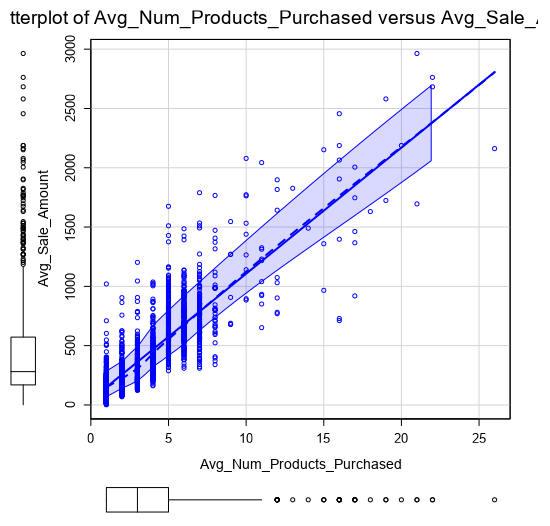 tterplot of Avg_Num_Products_Purchased versus Avg_Sale_A
3000
2500
2000
1500
1000
500
0
Avg_Sale_Amount
0 5 10 15 20 25
Avg_Num_Products_Purchased